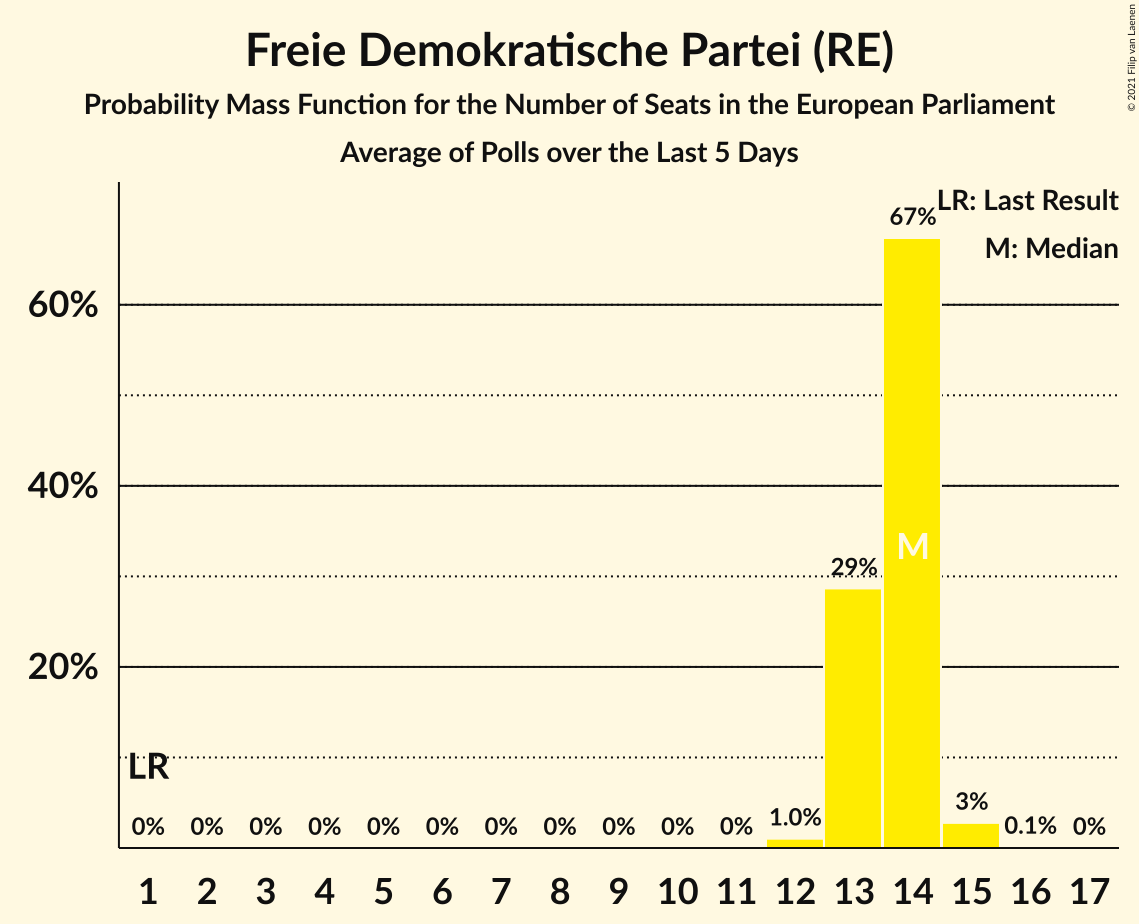 Freie Demokratische Partei (RE)
Probability Mass Function for the Number of Seats in the European Parliament
Average of Polls over the Last 5 Days
© 2021 Filip van Laenen
LR: Last Result
M: Median
67%
60%
40%
M
29%
20%
LR
0% 0% 0% 0% 0% 0% 0% 0% 0% 0% 0% 1.0% 3% 0.1% 0%
1 2 3 4 5 6 7 8 9 10 11 12 13 14 15 16 17